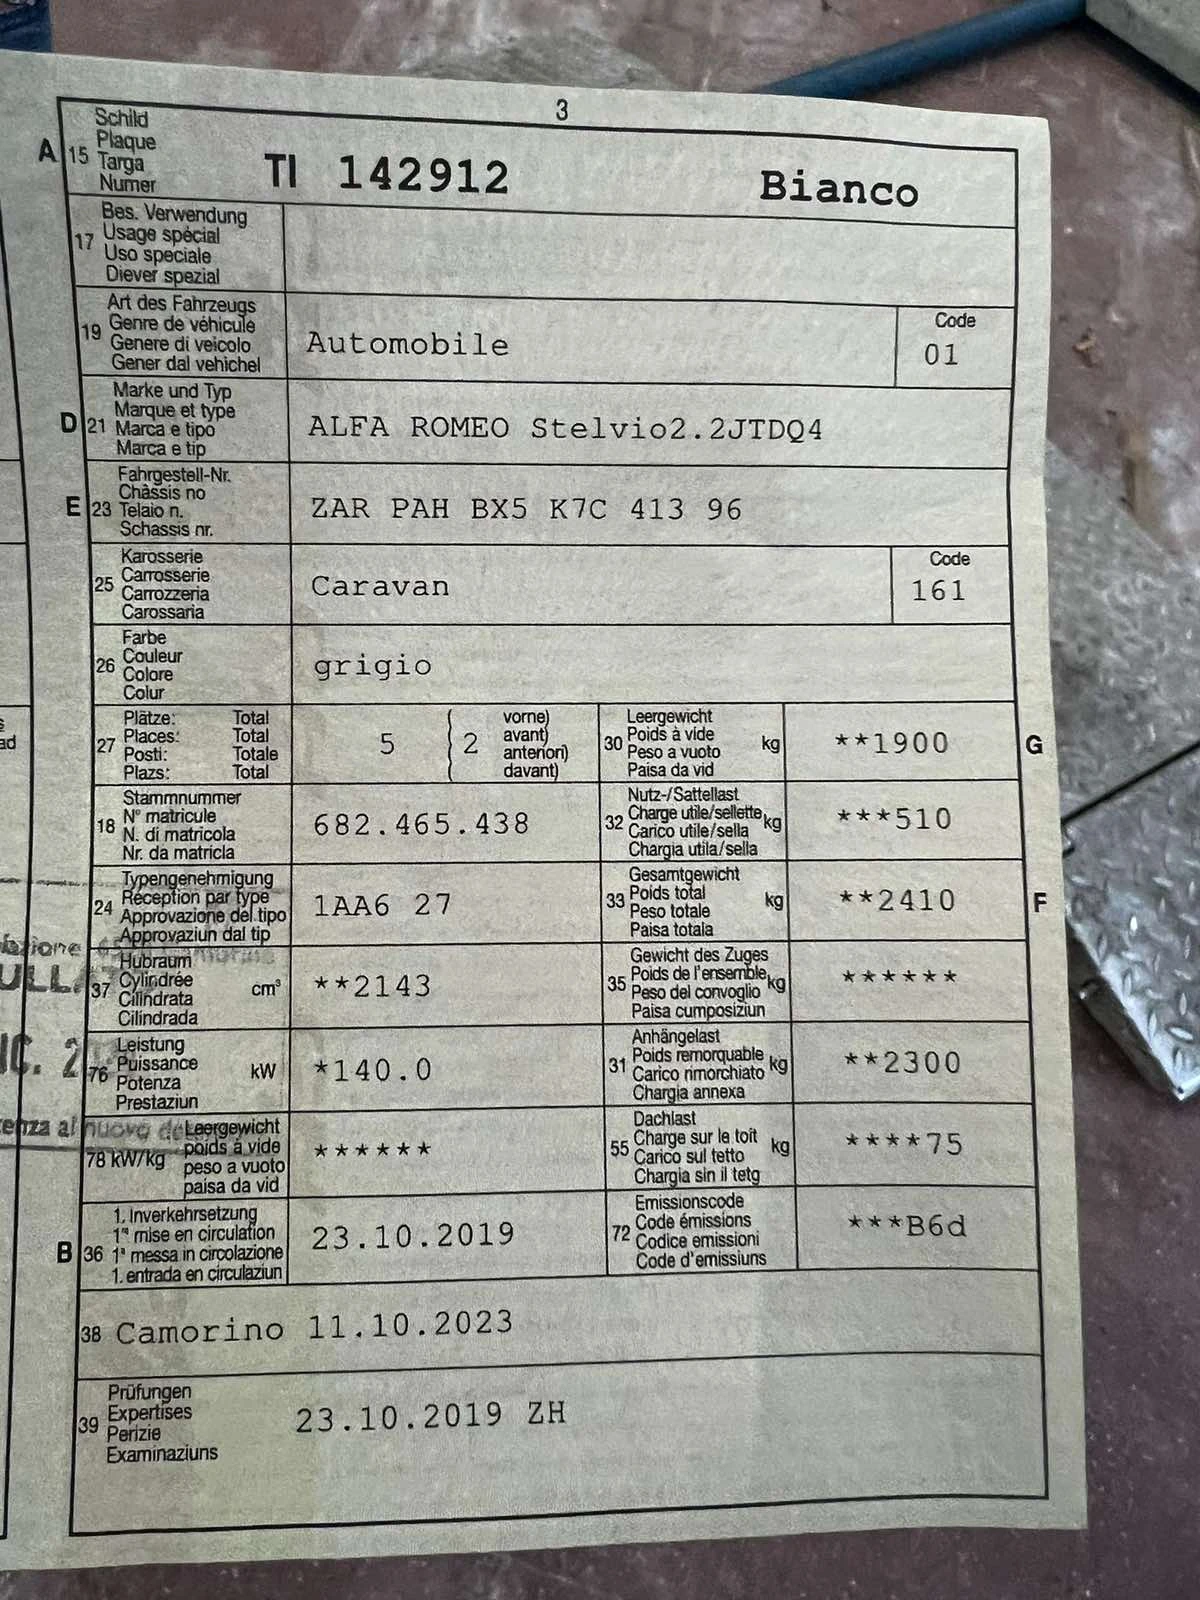 3
A 15 Schild
Plaque
Targa
Numer
TI 142912 Bianco
17 Bes. Verwendung
Usage spécial
Uso speciale
Diever spezial
19 Art des Fahrzeugs
Genre de véhicule
Genere di veicolo
Gener dal vehichel
Automobile
Code
01
D 21 Marke und Typ
Marque et type
Marca e tipo
Marca e tip
ALFA ROMEO Stelvio2.2JTDQ4
E 23 Fahrgestell-Nr.
Châssis no
Telaio n.
Schassis nr.
ZAR PAH BX5 K7C 413 96
25 Karosserie
Carrosserie
Carrozzeria
Carossaria
Caravan
Code
161
26 Farbe
Couleur
Colore
Colur
grigio
27 Plätze: Total
Places: Total
Posti: Totale
Plazs: Total
5 ( 2 vorne)
( avant)
( anteriori)
( davant)
30 Leergewicht
Poids à vide
Peso a vuoto
Paisa da vid
kg **1900 G
18 Stammnummer
N° matricule
N. di matricola
Nr. da matricla
682.465.438
32 Nutz-/Sattellast
Charge utile/sellette
Carico utile/sella
Chargia utila/sella
kg ***510
24 Typengenehmigung
Réception par type
Approvazione del tipo
Approvaziun dal tip
1AA6 27
33 Gesamtgewicht
Poids total
Peso totale
Paisa totala
kg **2410 F
37 Hubraum
Cylindrée
Cilindrata
Cilindrada
cm³ **2143
35 Gewicht des Zuges
Poids de l'ensemble
Peso del convoglio
Paisa cumposiziun
kg ******
76 Leistung
Puissance
Potenza
Prestaziun
kW *140.0
31 Anhängelast
Poids remorquable
Carico rimorchiato
Chargia annexa
kg **2300
78 kW/kg Leergewicht
poids à vide
peso a vuoto
paisa da vid
******
55 Dachlast
Charge sur le toit
Carico sul tetto
Chargia sin il tetg
kg ****75
B 36 1. Inverkehrsetzung
1re mise en circulation
1a messa in circolazione
1. entrada en circulaziun
23.10.2019
72 Emissionscode
Code émissions
Codice emissioni
Code d'emissiuns
***B6d
38 Camorino 11.10.2023
39 Prüfungen
Expertises
Perizie
Examinaziuns
23.10.2019 ZH